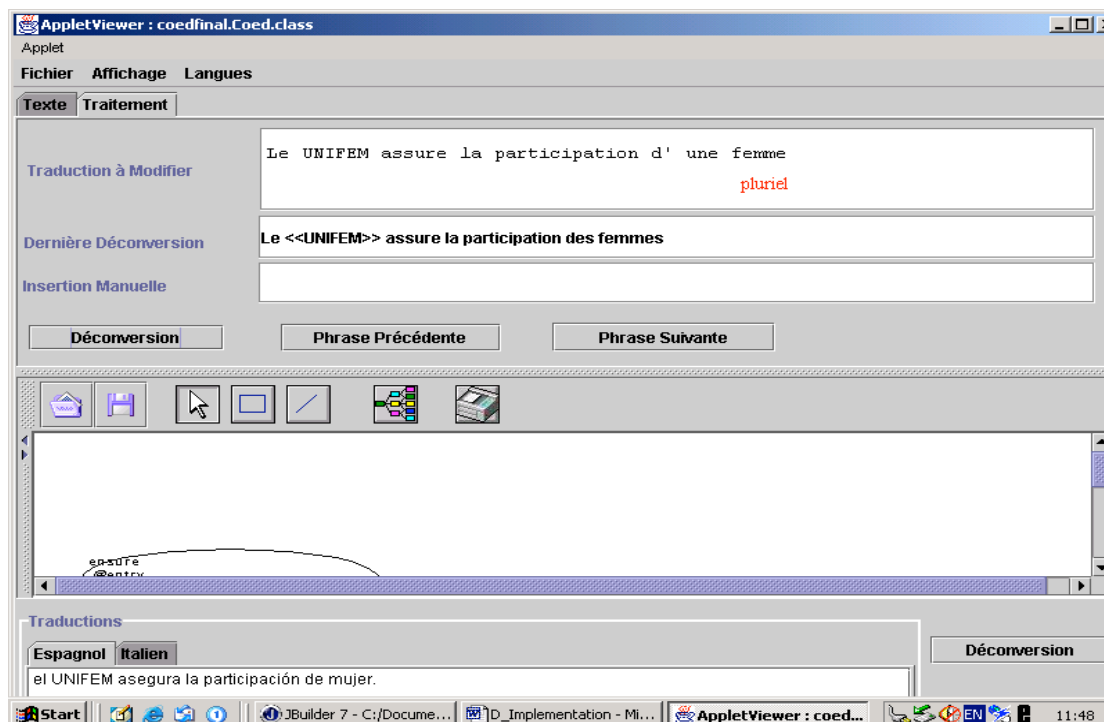 AppletViewer : coedfinal.Coed.class
Applet
Fichier Affichage Langues
Texte Traitement
Traduction à Modifier
Le UNIFEM assure la participation d' une femme
pluriel
Dernière Déconversion
Le <<UNIFEM>> assure la participation des femmes
Insertion Manuelle
Déconversion Phrase Précédente Phrase Suivante
ensure
@entry
Traductions
Espagnol Italien
Déconversion
el UNIFEM asegura la participación de mujer.
Start JBuilder 7 - C:/Docume... D_Implementation - Mi... AppletViewer : coed... EN 11:48